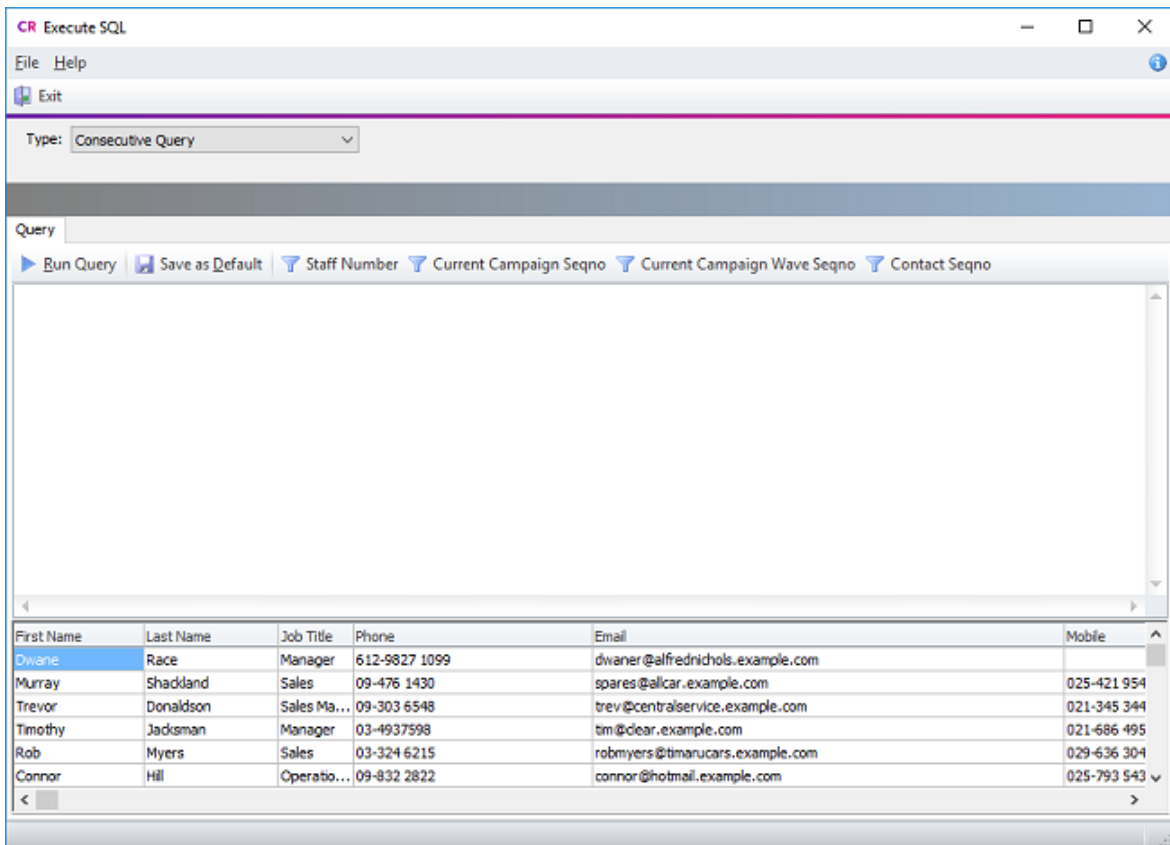 CR Execute SQL
File Help
Exit
Type: Consecutive Query
Query
Run Query Save as Default Staff Number Current Campaign Seqno Current Campaign Wave Seqno Contact Seqno
First Name Last Name Job Title Phone Email Mobile
Dwane Race Manager 612-9827 1099 dwaner@alfrednichols.example.com
Murray Shackland Sales 09-476 1430 spares@allcar.example.com 025-421 954
Trevor Donaldson Sales Ma... 09-303 6548 trev@centralservice.example.com 021-345 344
Timothy Jacksman Manager 03-4937598 tim@clear.example.com 021-686 495
Rob Myers Sales 03-324 6215 robmyers@timarucars.example.com 029-636 304
Connor Hill Operatio... 09-832 2822 connor@hotmail.example.com 025-793 543